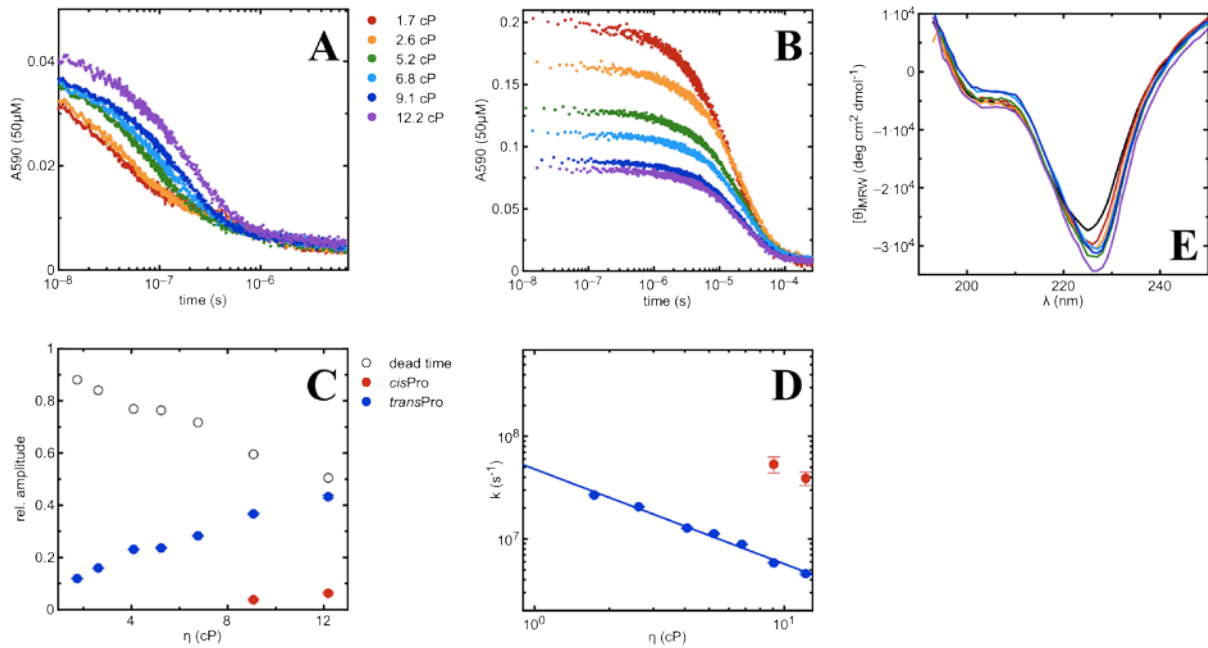 A
A590 (50µM)
0.04
0.02
0
10⁻⁸
10⁻⁷
10⁻⁶
time (s)
1.7 cP
2.6 cP
5.2 cP
6.8 cP
9.1 cP
12.2 cP
B
A590 (50µM)
0.2
0.15
0.1
0.05
0
10⁻⁸
10⁻⁷
10⁻⁶
10⁻⁵
10⁻⁴
time (s)
E
[θ]MRW (deg cm2 dmol-1)
1·10⁴
0
−1·10⁴
−2·10⁴
−3·10⁴
200
220
240
λ (nm)
C
rel. amplitude
1
0.8
0.6
0.4
0.2
0
4
8
12
η (cP)
dead time
cisPro
transPro
D
k (s⁻¹)
10⁸
10⁷
10⁰
10¹
η (cP)